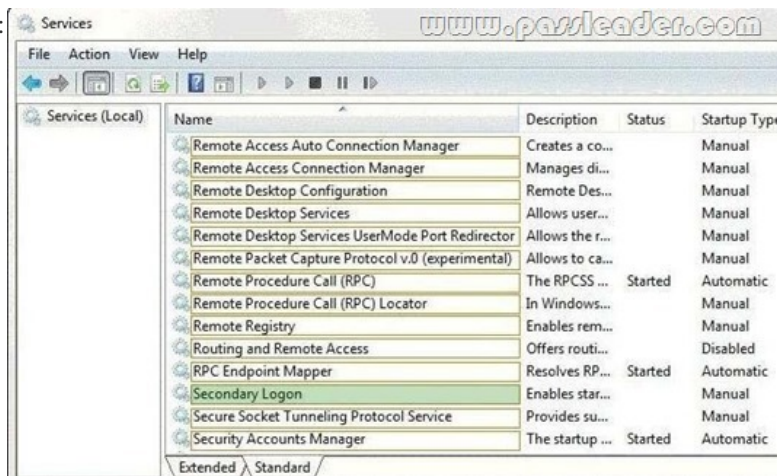 :
Services
www.passleader.com
File Action View Help
Services (Local)
Name Description Status Startup Type
Remote Access Auto Connection Manager Creates a co... Manual
Remote Access Connection Manager Manages di... Manual
Remote Desktop Configuration Remote Des... Manual
Remote Desktop Services Allows user... Manual
Remote Desktop Services UserMode Port Redirector Allows the r... Manual
Remote Packet Capture Protocol v.0 (experimental) Allows to ca... Manual
Remote Procedure Call (RPC) The RPCSS ... Started Automatic
Remote Procedure Call (RPC) Locator In Windows... Manual
Remote Registry Enables rem... Manual
Routing and Remote Access Offers routi... Disabled
RPC Endpoint Mapper Resolves RP... Started Automatic
Secondary Logon Enables star... Manual
Secure Socket Tunneling Protocol Service Provides su... Manual
Security Accounts Manager The startup ... Started Automatic
Extended Standard